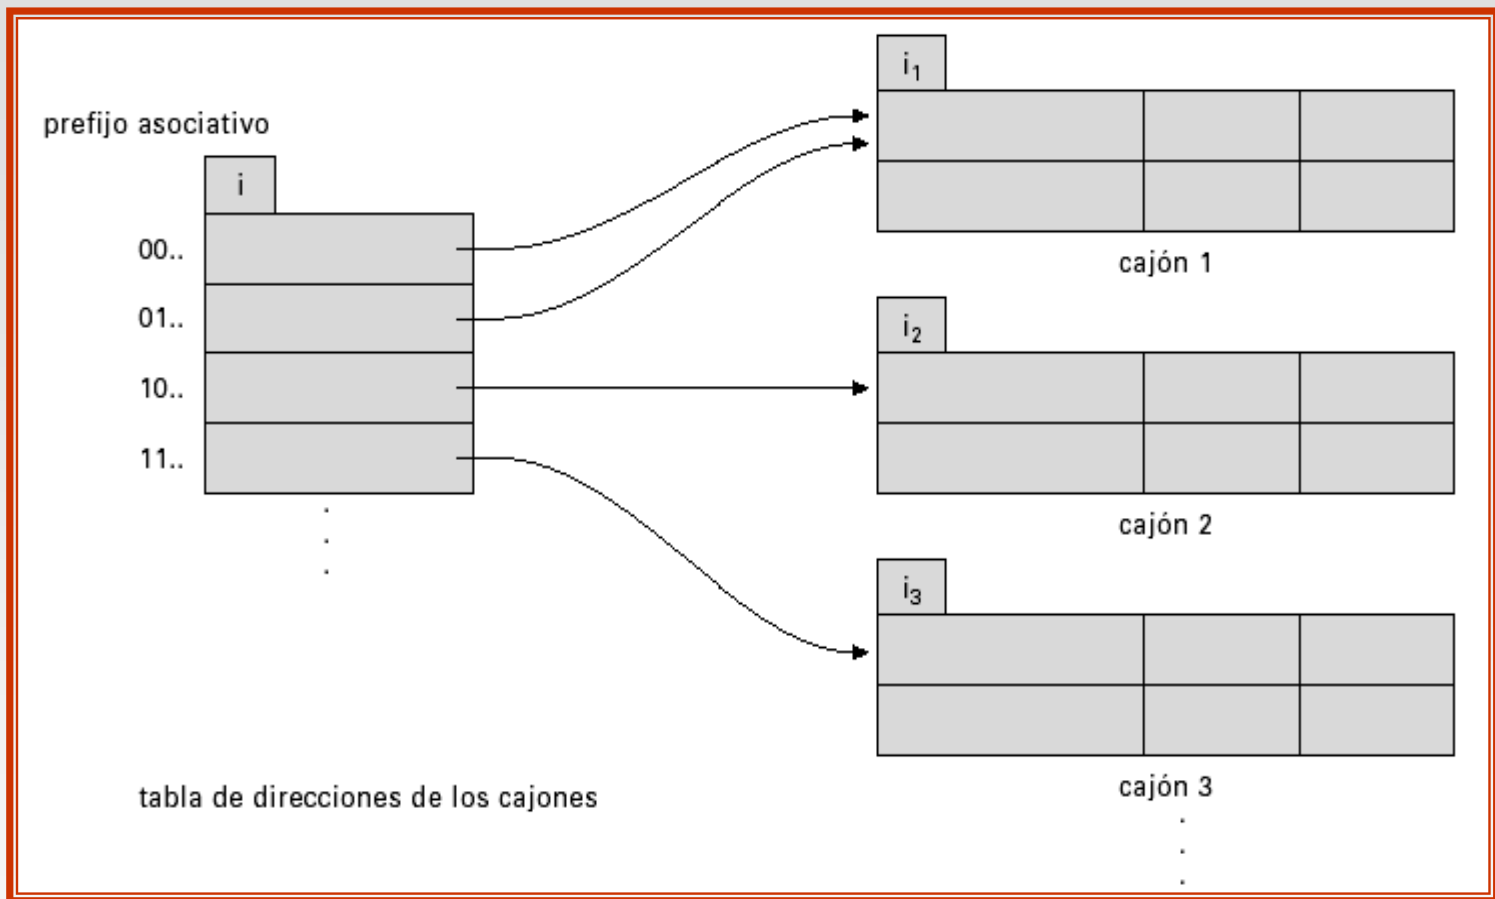 prefijo asociativo
i
00..
01..
10..
11..
tabla de direcciones de los cajones
i₁
cajón 1
i₂
cajón 2
i₃
cajón 3